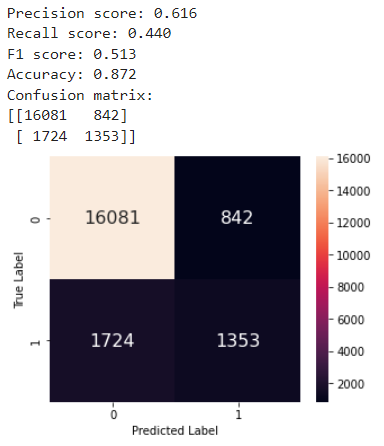 Precision score: 0.616
Recall score: 0.440
F1 score: 0.513
Accuracy: 0.872
Confusion matrix:
[[16081   842]
 [ 1724  1353]]
16000
14000
12000
10000
8000
6000
4000
2000
True Label
0
16081 842
1
1724 1353
0 1
Predicted Label